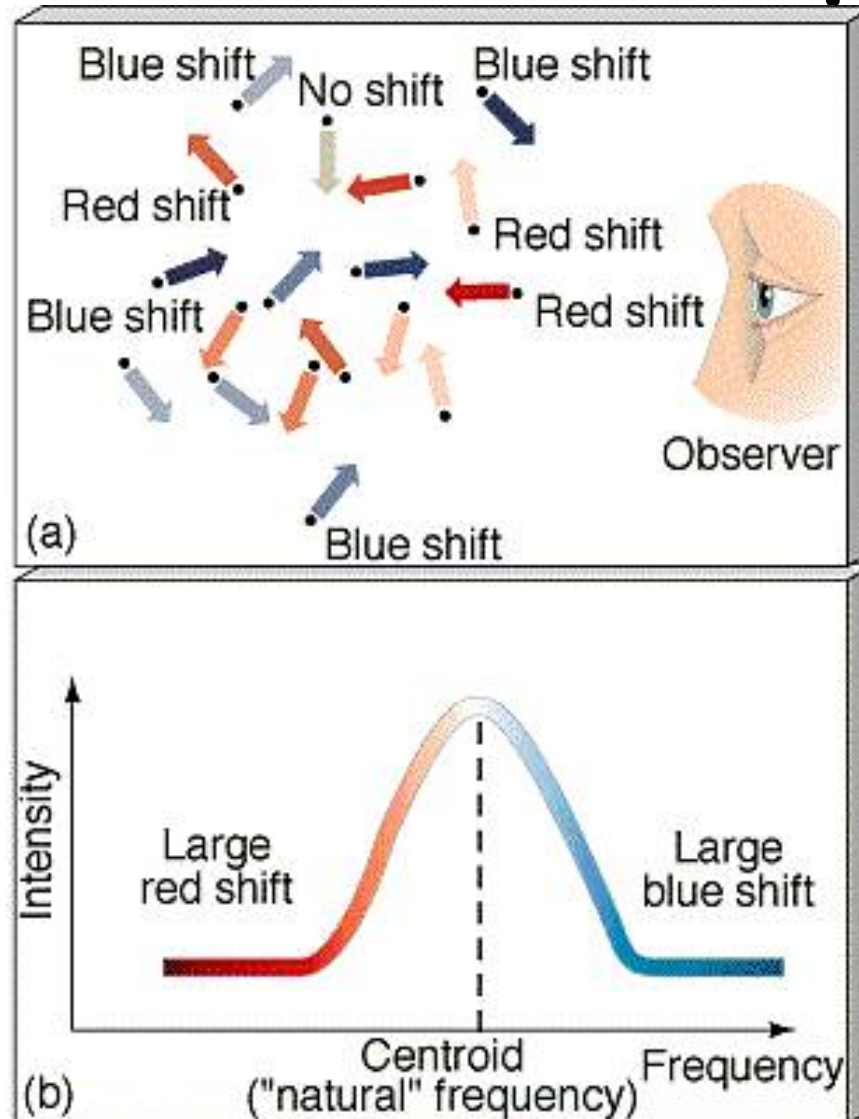 Blue shift
No shift
Blue shift
Red shift
Red shift
Blue shift
Red shift
Observer
(a)
Blue shift
Intensity
Large
red shift
Large
blue shift
Centroid
("natural" frequency)
Frequency
(b)